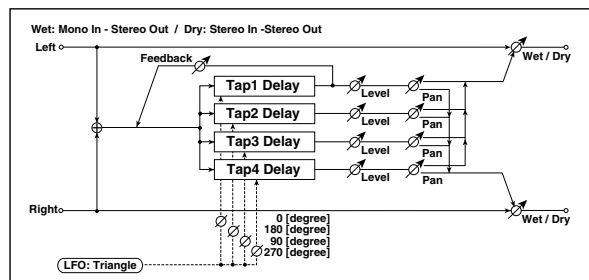 Wet: Mono In - Stereo Out / Dry: Stereo In -Stereo Out
Left
Wet / Dry
Feedback
Tap1 Delay
Level
Pan
Tap2 Delay
Level
Pan
Tap3 Delay
Level
Pan
Tap4 Delay
Level
Pan
Right
Wet / Dry
0 [degree]
180 [degree]
90 [degree]
270 [degree]
LFO: Triangle